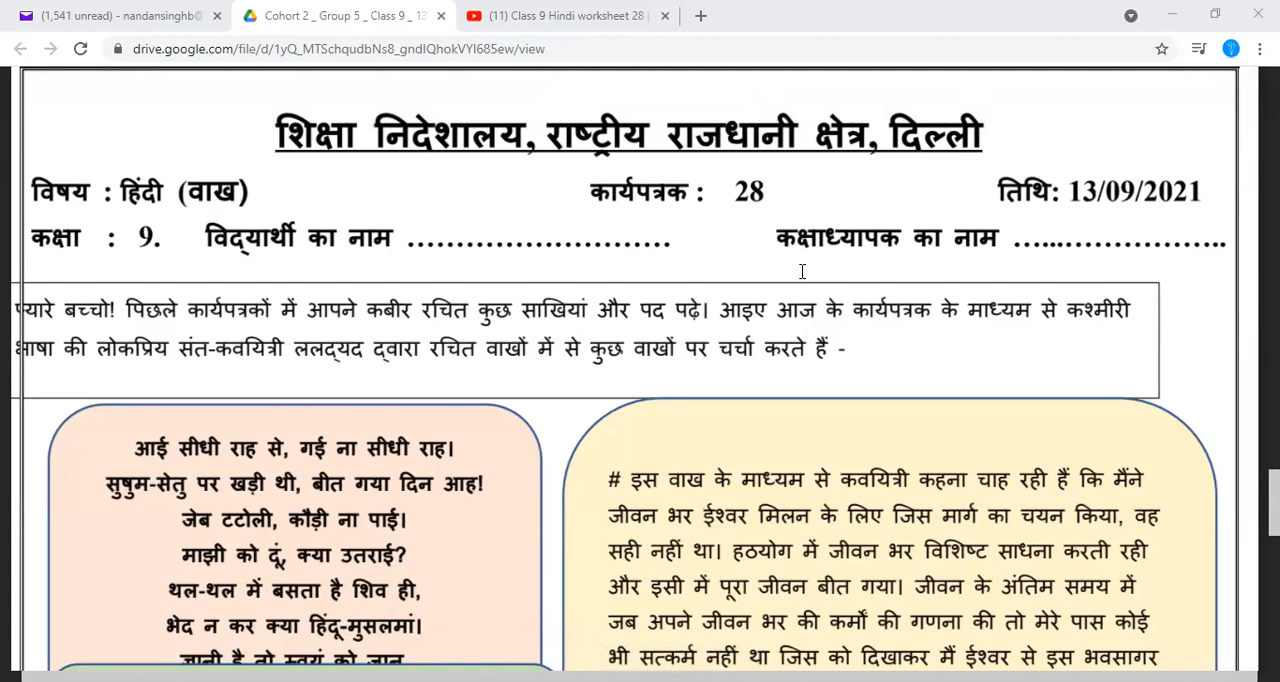 (1,541 unread) - nandansinghb@
Cohort 2 _ Group 5 _ Class 9 _ 13
(11) Class 9 Hindi worksheet 28 |
drive.google.com/file/d/1yQ_MTSchqudbNs8_gndIQhokVYl685ew/view
शिक्षा निदेशालय, राष्ट्रीय राजधानी क्षेत्र, दिल्ली
विषय : हिंदी (वाख) कार्यपत्रक : 28 तिथि: 13/09/2021
कक्षा : 9. विद्यार्थी का नाम ........................... कक्षाध्यापक का नाम ......................
प्यारे बच्चो! पिछले कार्यपत्रकों में आपने कबीर रचित कुछ साखियां और पद पढ़े। आइए आज के कार्यपत्रक के माध्यम से कश्मीरी
भाषा की लोकप्रिय संत-कवयित्री ललद्यद द्वारा रचित वाखों में से कुछ वाखों पर चर्चा करते हैं -
आई सीधी राह से, गई ना सीधी राह।
सुषुम-सेतु पर खड़ी थी, बीत गया दिन आह!
जेब टटोली, कौड़ी ना पाई।
माझी को दूं, क्या उतराई?
थल-थल में बसता है शिव ही,
भेद न कर क्या हिंदू-मुसलमां।
ज्ञानी है तो स्वयं को जान
# इस वाख के माध्यम से कवयित्री कहना चाह रही हैं कि मैंने
जीवन भर ईश्वर मिलन के लिए जिस मार्ग का चयन किया, वह
सही नहीं था। हठयोग में जीवन भर विशिष्ट साधना करती रही
और इसी में पूरा जीवन बीत गया। जीवन के अंतिम समय में
जब अपने जीवन भर की कर्मों की गणना की तो मेरे पास कोई
भी सत्कर्म नहीं था जिस को दिखाकर मैं ईश्वर से इस भवसागर